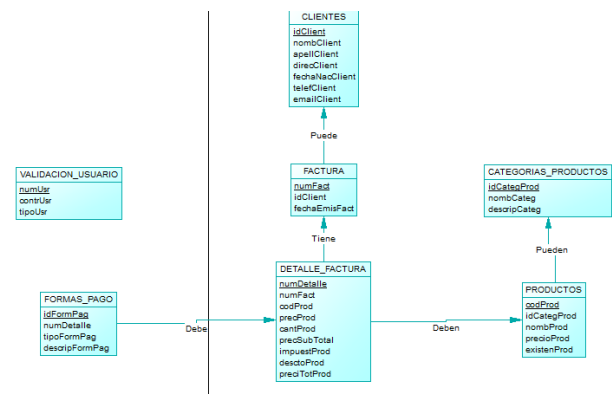 CLIENTES
idClient
nombClient
apellClient
direcClient
fechaNacClient
telefClient
emailClient
Puede
VALIDACION_USUARIO
numUsr
contrUsr
tipoUsr
FACTURA
numFact
idClient
fechaEmisFact
CATEGORIAS_PRODUCTOS
idCategProd
nombCateg
descripCateg
Tiene
Pueden
FORMAS_PAGO
idFormPag
numDetalle
tipoFormPag
descripFormPag
Debe
DETALLE_FACTURA
numDetalle
numFact
codProd
precProd
cantProd
precSubTotal
impuestProd
desctoProd
preciTotProd
Deben
PRODUCTOS
codProd
idCategProd
nombProd
precioProd
existenProd